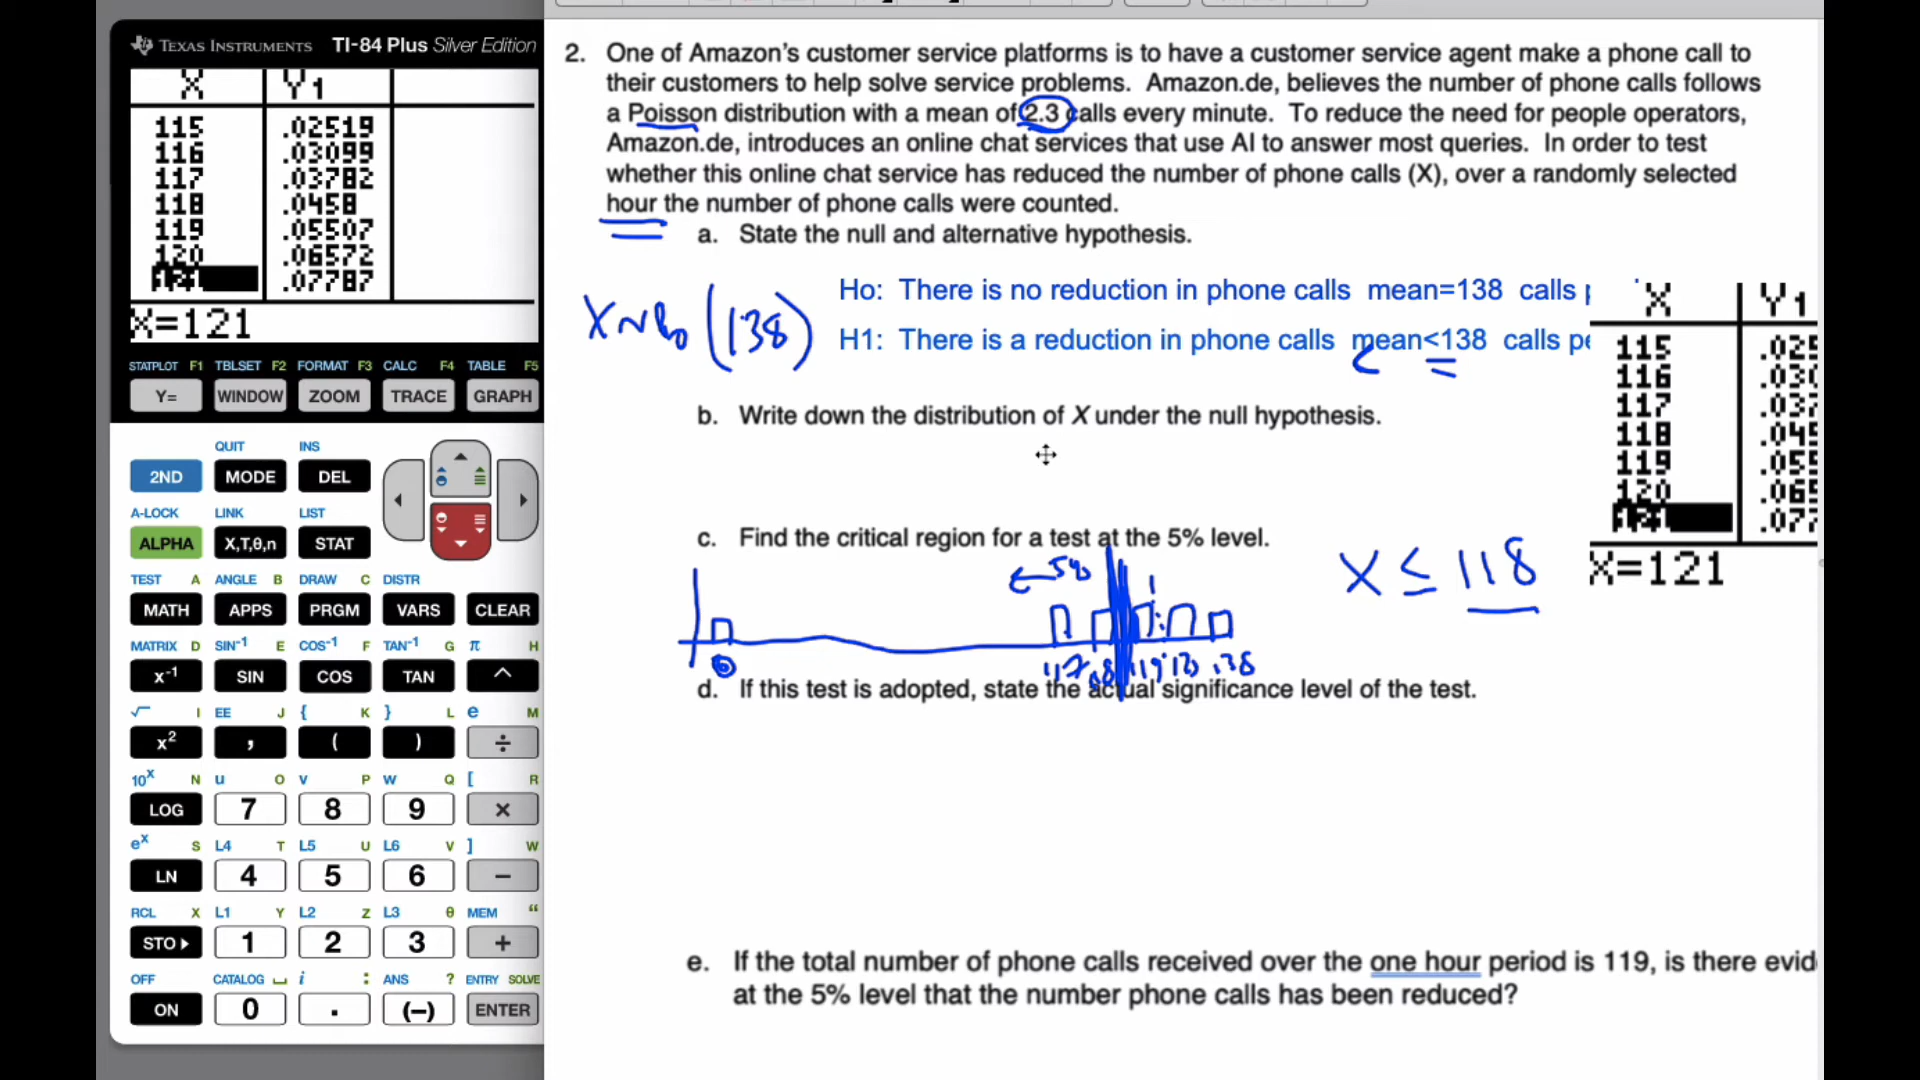 TEXAS INSTRUMENTS TI-84 Plus Silver Edition
X Y1
115 .02519
116 .03099
117 .03782
118 .0458
119 .05507
120 .06572
.07787
X=121
STATPLOT F1 TBLSET F2 FORMAT F3 CALC F4 TABLE F5
Y= WINDOW ZOOM TRACE GRAPH
QUIT INS
2ND MODE DEL
A-LOCK LINK LIST
ALPHA X,T,θ,n STAT
TEST A ANGLE B DRAW C DISTR
MATH APPS PRGM VARS CLEAR
MATRIX D SIN⁻¹ E COS⁻¹ F TAN⁻¹ G π H
x⁻¹ SIN COS TAN ^
√ I EE J { K } L e M
x² , ( ) ÷
10ˣ N u O v P w Q [ R
LOG 7 8 9 ×
eˣ S L4 T L5 U L6 V ] W
LN 4 5 6 −
RCL X L1 Y L2 Z L3 θ MEM “
STO▶ 1 2 3 +
OFF CATALOG ⎵ i : ANS ? ENTRY SOLVE
ON 0 . (–) ENTER
2. One of Amazon's customer service platforms is to have a customer service agent make a phone call to
their customers to help solve service problems. Amazon.de, believes the number of phone calls follows
a Poisson distribution with a mean of 2.3 calls every minute. To reduce the need for people operators,
Amazon.de, introduces an online chat services that use AI to answer most queries. In order to test
whether this online chat service has reduced the number of phone calls (X), over a randomly selected
hour the number of phone calls were counted.
a. State the null and alternative hypothesis.
Ho: There is no reduction in phone calls mean=138 calls
X~Po (138)
H1: There is a reduction in phone calls mean<138 calls
X Y1
115
116
117
118
119
120
X=121
b. Write down the distribution of X under the null hypothesis.
c. Find the critical region for a test at the 5% level.
5%
X ≤ 118
0 117 118 119 120 138
d. If this test is adopted, state the actual significance level of the test.
e. If the total number of phone calls received over the one hour period is 119, is there
at the 5% level that the number phone calls has been reduced?